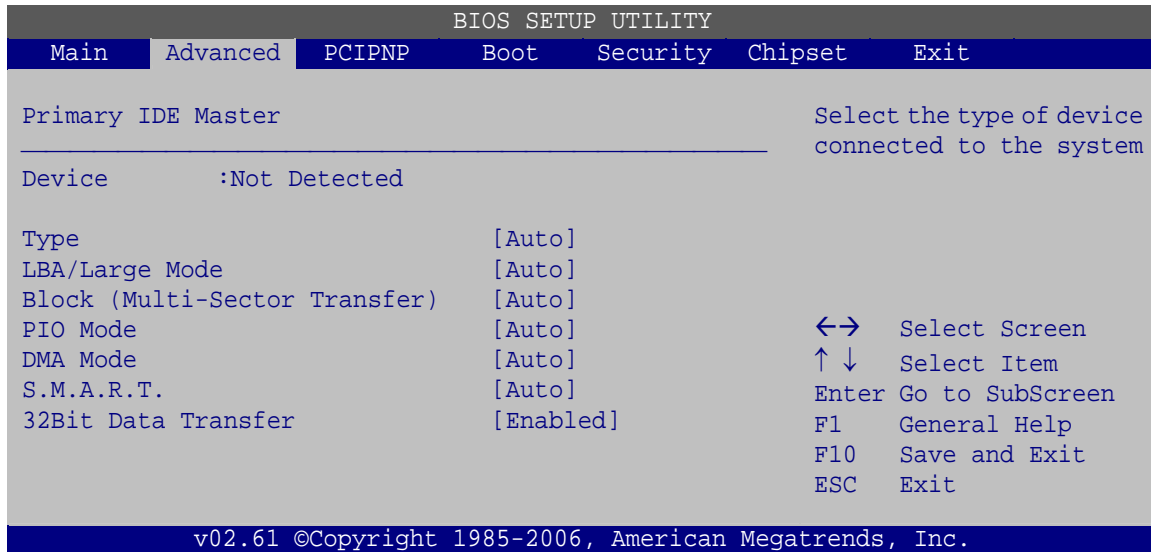 BIOS SETUP UTILITY
Main Advanced PCIPNP Boot Security Chipset Exit
Primary IDE Master
Device :Not Detected
Type [Auto]
LBA/Large Mode [Auto]
Block (Multi-Sector Transfer) [Auto]
PIO Mode [Auto]
DMA Mode [Auto]
S.M.A.R.T. [Auto]
32Bit Data Transfer [Enabled]
Select the type of device
connected to the system
←→ Select Screen
↑ ↓ Select Item
Enter Go to SubScreen
F1 General Help
F10 Save and Exit
ESC Exit
v02.61 ©Copyright 1985-2006, American Megatrends, Inc.